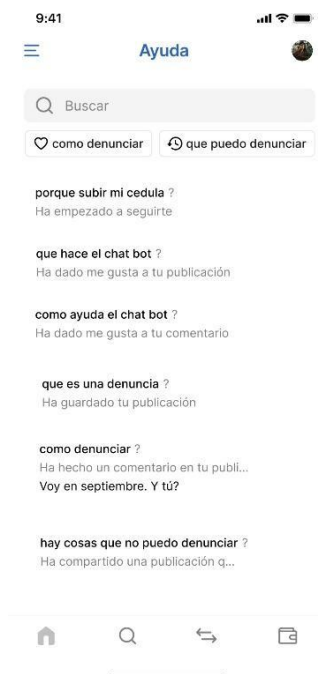 9:41
Ayuda
Buscar
como denunciar
que puedo denunciar
porque subir mi cedula ?
Ha empezado a seguirte
que hace el chat bot ?
Ha dado me gusta a tu publicación
como ayuda el chat bot ?
Ha dado me gusta a tu comentario
que es una denuncia ?
Ha guardado tu publicación
como denunciar ?
Ha hecho un comentario en tu publi...
Voy en septiembre. Y tú?
hay cosas que no puedo denunciar ?
Ha compartido una publicación q...